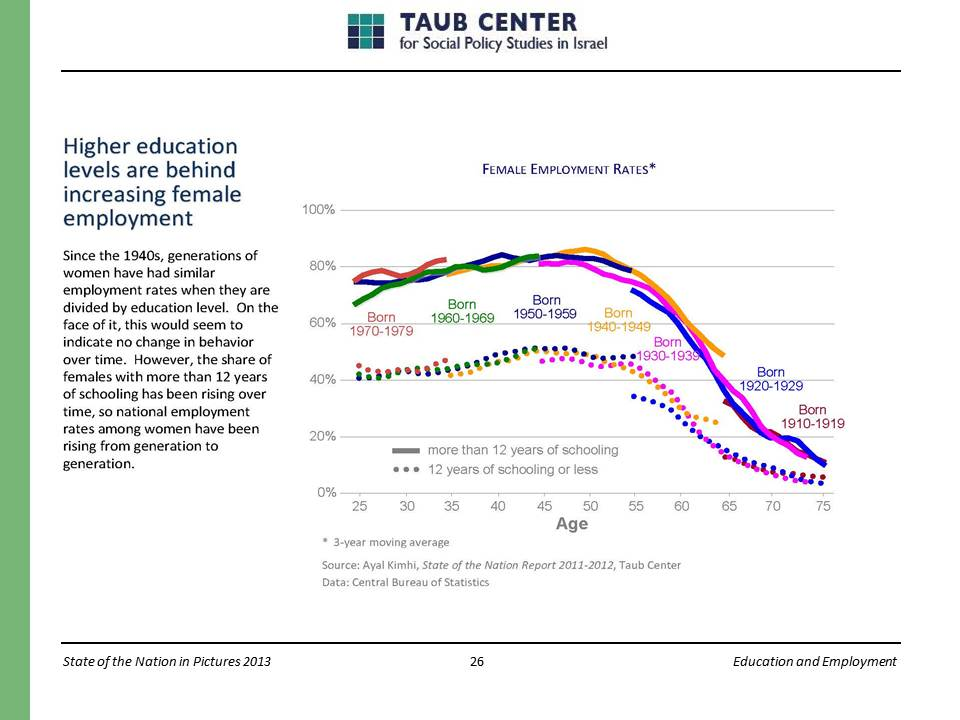 TAUB CENTER
for Social Policy Studies in Israel
Higher education
levels are behind
increasing female
employment
Since the 1940s, generations of
women have had similar
employment rates when they are
divided by education level.  On the
face of it, this would seem to
indicate no change in behavior
over time.  However, the share of
females with more than 12 years
of schooling has been rising over
time, so national employment
rates among women have been
rising from generation to
generation.
FEMALE EMPLOYMENT RATES*
100%
80%
60%
40%
20%
0%
Born
1970-1979
Born
1960-1969
Born
1950-1959
Born
1940-1949
Born
1930-1939
Born
1920-1929
Born
1910-1919
more than 12 years of schooling
12 years of schooling or less
25 30 35 40 45 50 55 60 65 70 75
Age
* 3-year moving average
Source: Ayal Kimhi, State of the Nation Report 2011-2012, Taub Center
Data: Central Bureau of Statistics
State of the Nation in Pictures 2013
26
Education and Employment